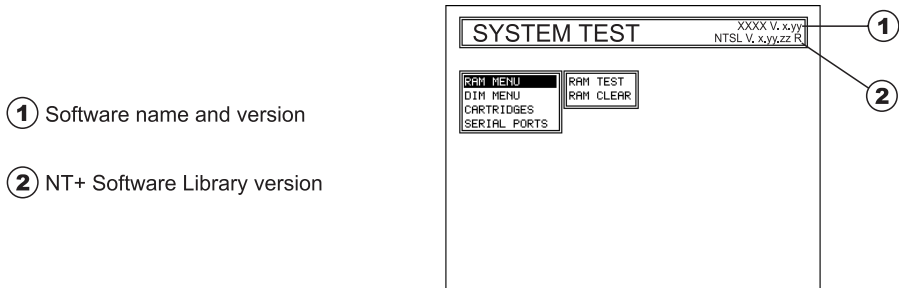 1 Software name and version
2 NT+ Software Library version
SYSTEM TEST
XXXX V. x.yy
NTSL V. x.yy.zz R
1
2
RAM MENU
DIM MENU
CARTRIDGES
SERIAL PORTS
RAM TEST
RAM CLEAR